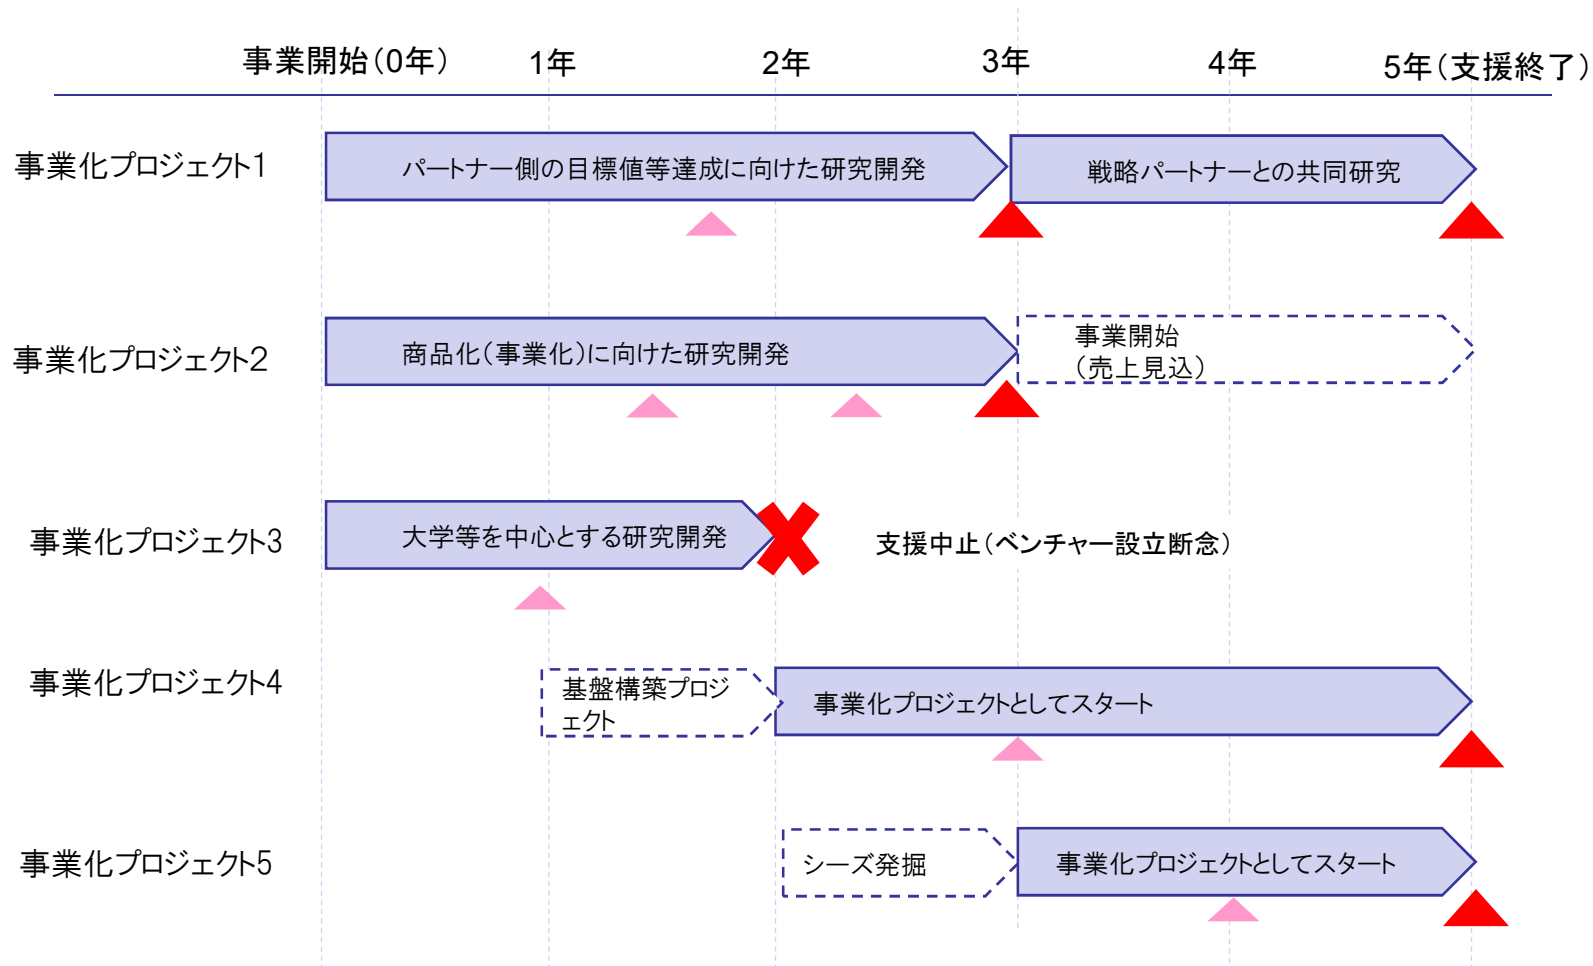 事業開始(0年)
1年
2年
3年
4年
5年(支援終了)
事業化プロジェクト1
パートナー側の目標値等達成に向けた研究開発
戦略パートナーとの共同研究
事業化プロジェクト2
商品化(事業化)に向けた研究開発
事業開始
(売上見込)
事業化プロジェクト3
大学等を中心とする研究開発
支援中止(ベンチャー設立断念)
事業化プロジェクト4
基盤構築プロジ
ェクト
事業化プロジェクトとしてスタート
事業化プロジェクト5
シーズ発掘
事業化プロジェクトとしてスタート